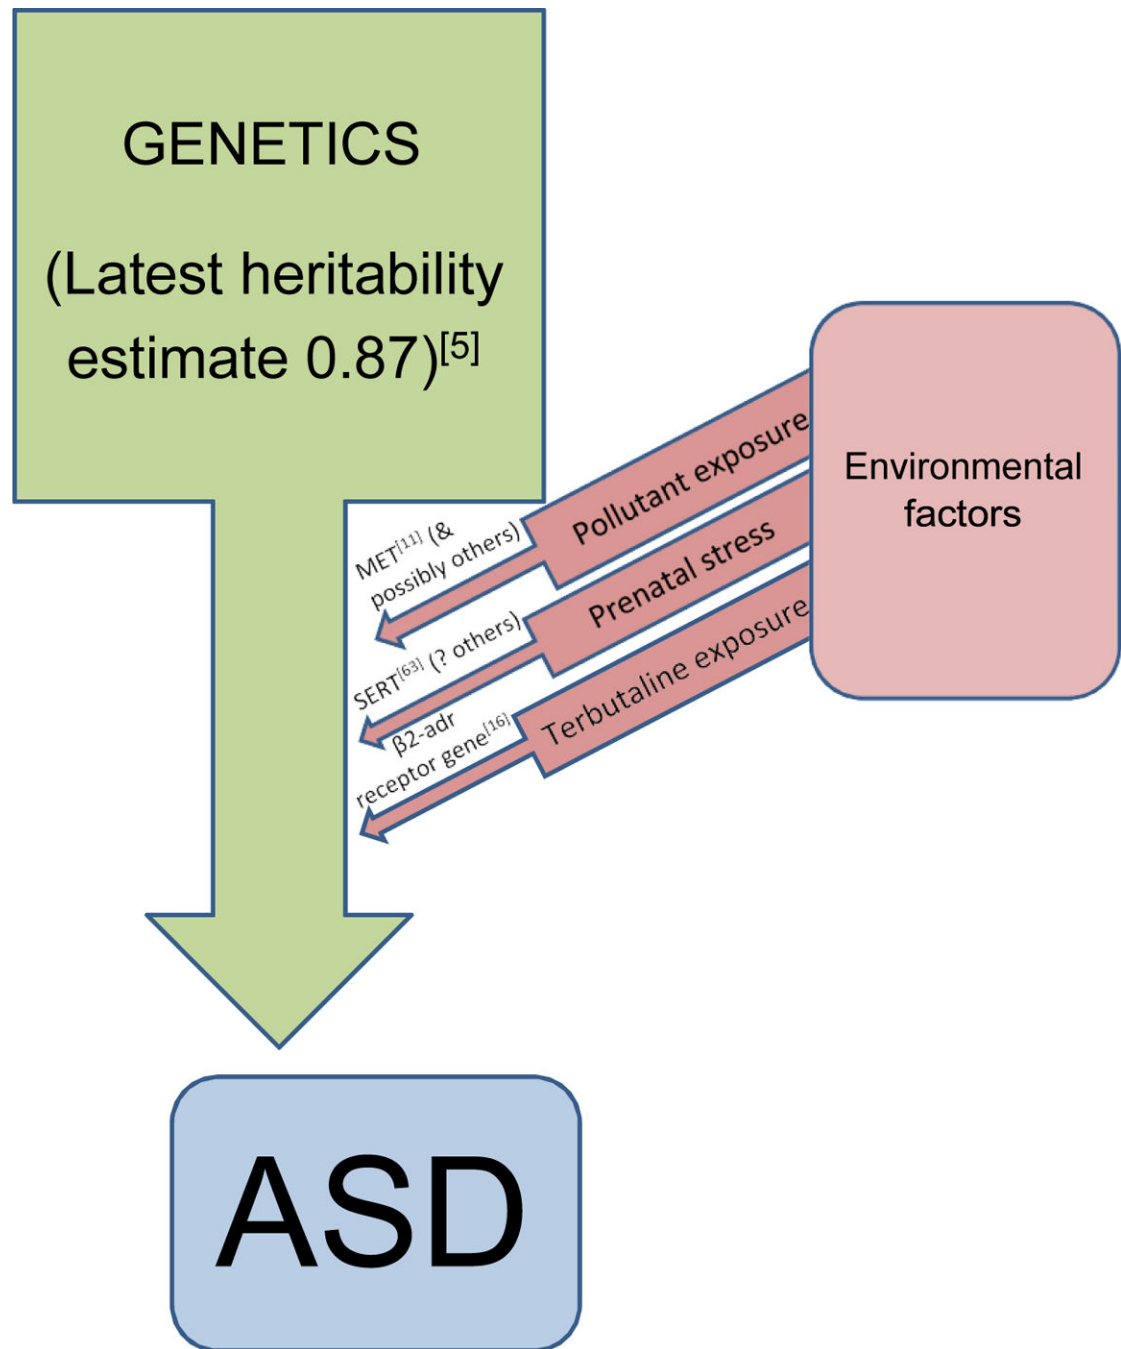 GENETICS
(Latest heritability
estimate 0.87)[5]
Environmental
factors
Pollutant exposure
MET[11] (&
possibly others)
Prenatal stress
SERT[63] (? others)
Terbutaline exposure
β2-adr
receptor gene[16]
ASD